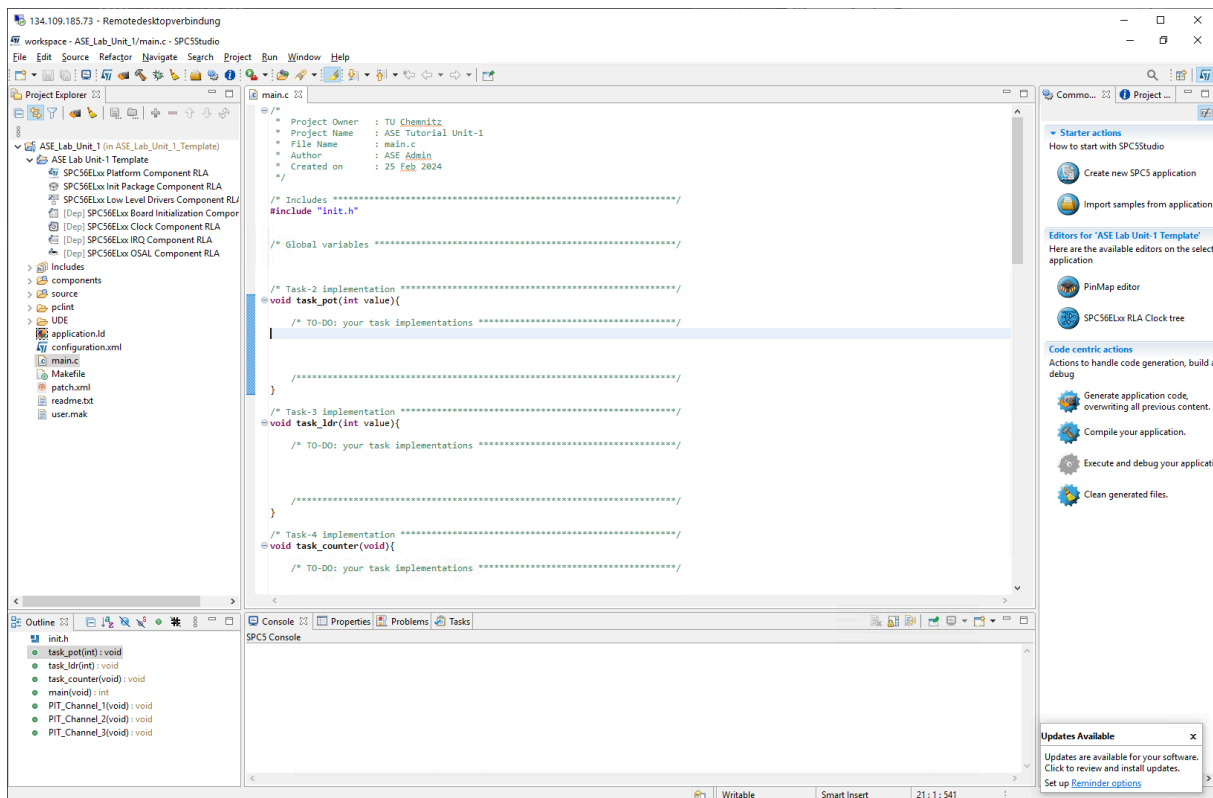 134.109.185.73 - Remotedesktopverbindung
workspace - ASE_Lab_Unit_1/main.c - SPC5Studio
File Edit Source Refactor Navigate Search Project Run Window Help
Project Explorer
ASE_Lab_Unit_1 (in ASE_Lab_Unit_1_Template)
ASE Lab Unit-1 Template
SPC56ELxx Platform Component RLA
SPC56ELxx Init Package Component RLA
SPC56ELxx Low Level Drivers Component RLA
[Dep] SPC56ELxx Board Initialization Compor
[Dep] SPC56ELxx Clock Component RLA
[Dep] SPC56ELxx IRQ Component RLA
[Dep] SPC56ELxx OSAL Component RLA
Includes
components
source
pclint
UDE
application.ld
configuration.xml
main.c
Makefile
patch.xml
readme.txt
user.mak
main.c
/*
* Project Owner : TU Chemnitz
* Project Name : ASE Tutorial Unit-1
* File Name : main.c
* Author : ASE Admin
* Created on : 25 Feb 2024
*/
/* Includes ******************************************************************/
#include "init.h"
/* Global variables **********************************************************/
/* Task-2 implementation *****************************************************/
void task_pot(int value){
/* TO-DO: your task implementations **************************************/
/*************************************************************************/
}
/* Task-3 implementation *****************************************************/
void task_ldr(int value){
/* TO-DO: your task implementations **************************************/
/*************************************************************************/
}
/* Task-4 implementation *****************************************************/
void task_counter(void){
/* TO-DO: your task implementations **************************************/
Commo...
Project ...
Starter actions
How to start with SPC5Studio
Create new SPC5 application
Import samples from application
Editors for 'ASE Lab Unit-1 Template'
Here are the available editors on the select
application
PinMap editor
SPC56ELxx RLA Clock tree
Code centric actions
Actions to handle code generation, build a
debug
Generate application code,
overwriting all previous content.
Compile your application.
Execute and debug your applicati
Clean generated files.
Outline
init.h
task_pot(int) : void
task_ldr(int) : void
task_counter(void) : void
main(void) : int
PIT_Channel_1(void) : void
PIT_Channel_2(void) : void
PIT_Channel_3(void) : void
Console Properties Problems Tasks
SPC5 Console
Updates Available x
Updates are available for your software.
Click to review and install updates.
Set up Reminder options
Writable Smart Insert 21 : 1 : 541